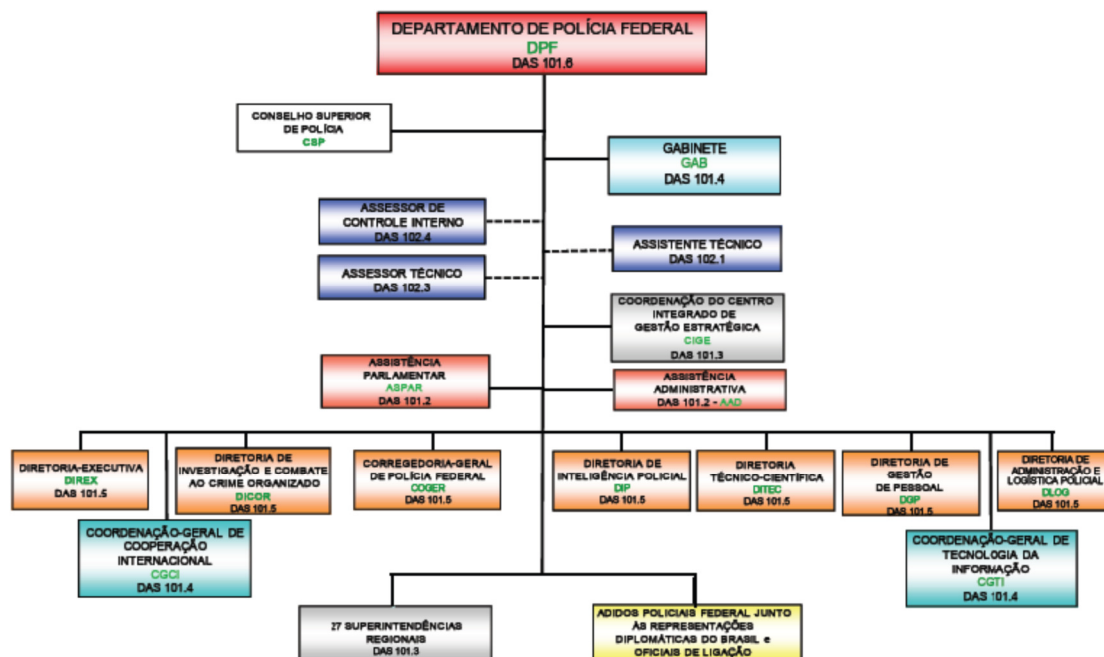 DEPARTAMENTO DE POLÍCIA FEDERAL
DPF
DAS 101.6
CONSELHO SUPERIOR
DE POLÍCIA
CSP
GABINETE
GAB
DAS 101.4
ASSESSOR DE
CONTROLE INTERNO
DAS 102.4
ASSISTENTE TÉCNICO
DAS 102.1
ASSESSOR TÉCNICO
DAS 102.3
COORDENAÇÃO DO CENTRO
INTEGRADO DE
GESTÃO ESTRATÉGICA
CIGE
DAS 101.3
ASSISTÊNCIA
PARLAMENTAR
ASPAR
DAS 101.2
ASSISTÊNCIA
ADMINISTRATIVA
DAS 101.2 - AAD
DIRETORIA-EXECUTIVA
DIREX
DAS 101.5
DIRETORIA DE
INVESTIGAÇÃO E COMBATE
AO CRIME ORGANIZADO
DICOR
DAS 101.5
CORREGEDORIA-GERAL
DE POLÍCIA FEDERAL
COGER
DAS 101.5
DIRETORIA DE
INTELIGÊNCIA POLICIAL
DIP
DAS 101.5
DIRETORIA
TÉCNICO-CIENTÍFICA
DITEC
DAS 101.5
DIRETORIA DE
GESTÃO
DE PESSOAL
DGP
DAS 101.5
DIRETORIA DE
ADMINISTRAÇÃO E
LOGÍSTICA POLICIAL
DLOG
DAS 101.5
COORDENAÇÃO-GERAL DE
COOPERAÇÃO
INTERNACIONAL
CGCI
DAS 101.4
COORDENAÇÃO-GERAL DE
TECNOLOGIA DA
INFORMAÇÃO
CGTI
DAS 101.4
27 SUPERINTENDÊNCIAS
REGIONAIS
DAS 101.3
ADIDOS POLICIAIS FEDERAL JUNTO
ÀS REPRESENTAÇÕES
DIPLOMÁTICAS DO BRASIL e
OFICIAIS DE LIGAÇÃO